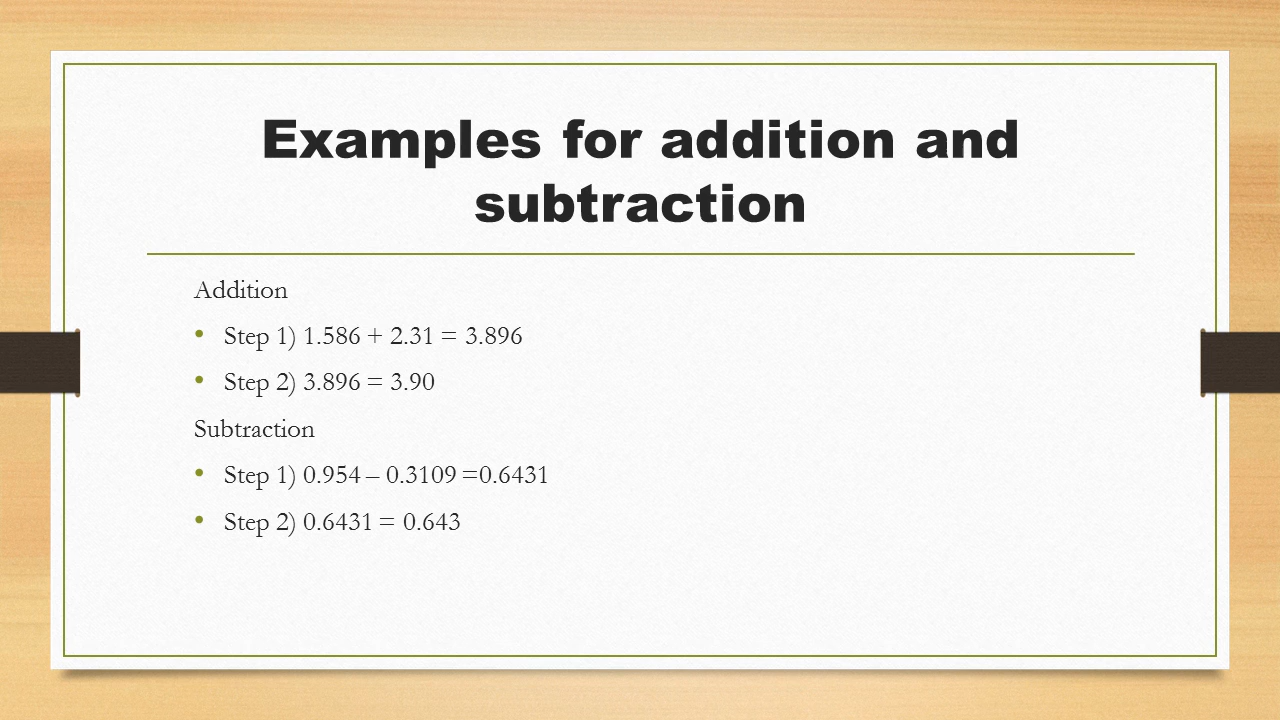 Examples for addition and
subtraction
Addition
• Step 1) 1.586 + 2.31 = 3.896
• Step 2) 3.896 = 3.90
Subtraction
• Step 1) 0.954 – 0.3109 =0.6431
• Step 2) 0.6431 = 0.643